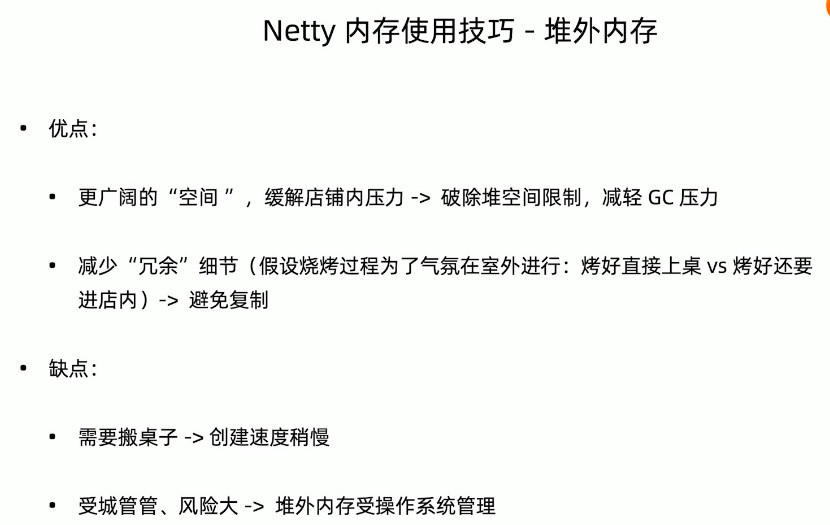 Netty 内存使用技巧 - 堆外内存
• 优点：
• 更广阔的“空间 ”，缓解店铺内压力 -> 破除堆空间限制，减轻 GC 压力
• 减少“冗余”细节（假设烧烤过程为了气氛在室外进行：烤好直接上桌 vs 烤好还要
进店内）-> 避免复制
• 缺点：
• 需要搬桌子 -> 创建速度稍慢
• 受城管管、风险大 -> 堆外内存受操作系统管理